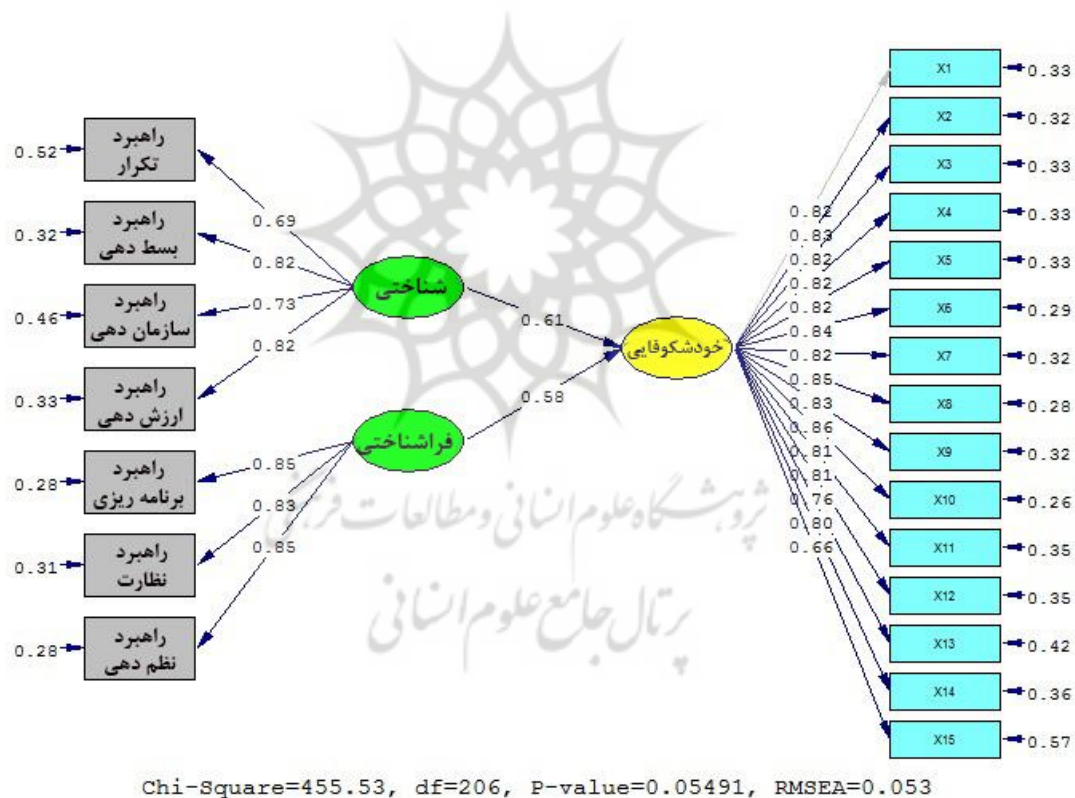 راهبرد
تکرار
0.52
راهبرد
بسط دهی
0.32
راهبرد
سازمان دهی
0.46
راهبرد
ارزش دهی
0.33
راهبرد
برنامه ریزی
0.28
راهبرد
نظارت
0.31
راهبرد
نظم دهی
0.28
0.69
0.82
0.73
0.82
0.85
0.83
0.85
شناختی
فراشناختی
0.61
0.58
خودشکوفایی
0.82
0.83
0.82
0.82
0.82
0.84
0.82
0.85
0.83
0.86
0.81
0.81
0.76
0.80
0.66
X1 0.33
X2 0.32
X3 0.33
X4 0.33
X5 0.33
X6 0.29
X7 0.32
X8 0.28
X9 0.32
X10 0.26
X11 0.35
X12 0.35
X13 0.42
X14 0.36
X15 0.57
پژوهشگاه علوم انسانی و مطالعات فرهنگی
پرتال جامع علوم انسانی
Chi-Square=455.53, df=206, P-value=0.05491, RMSEA=0.053